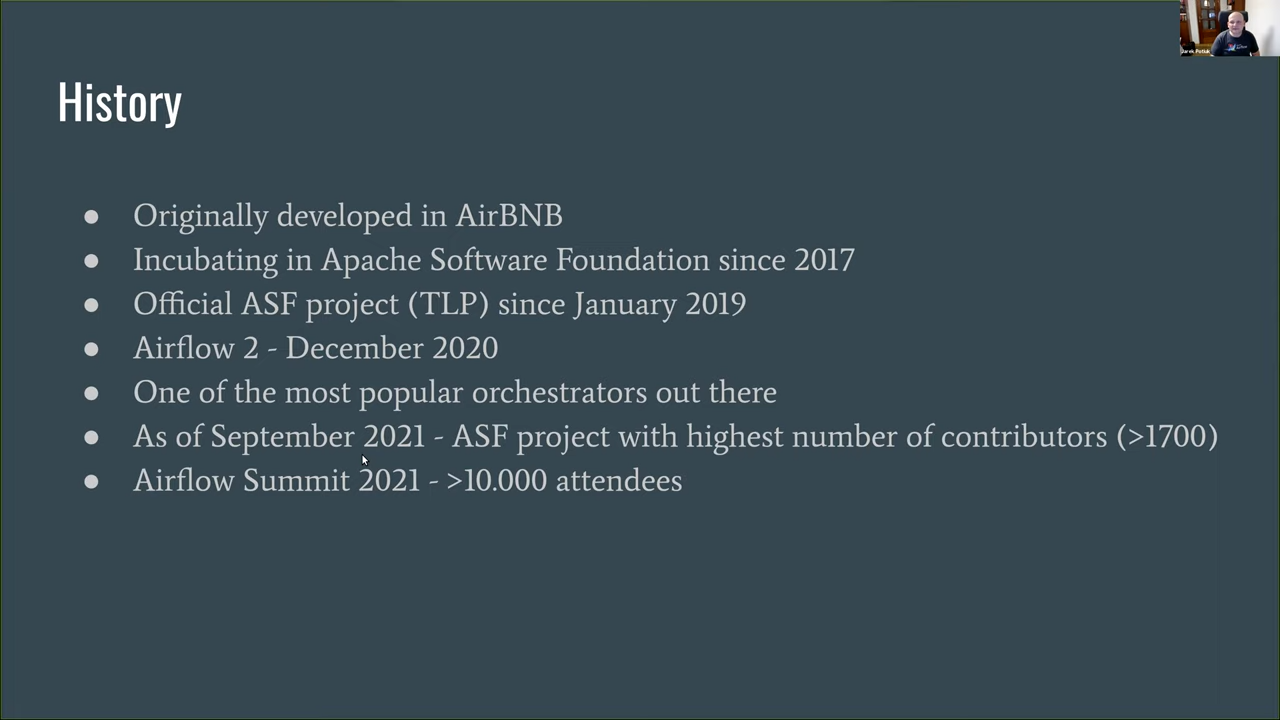 History
● Originally developed in AirBNB
● Incubating in Apache Software Foundation since 2017
● Official ASF project (TLP) since January 2019
● Airflow 2 - December 2020
● One of the most popular orchestrators out there
● As of September 2021 - ASF project with highest number of contributors (>1700)
● Airflow Summit 2021 - >10.000 attendees
Jarek Potiuk